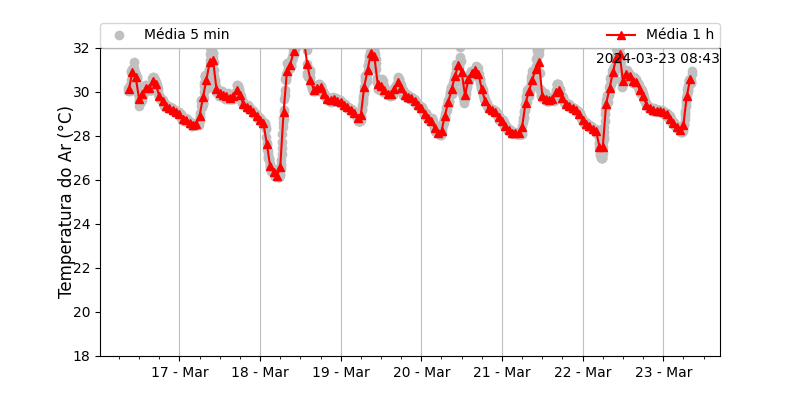 Média 5 min
Média 1 h
2024-03-23 08:43
Temperatura do Ar (°C)
32
30
28
26
24
22
20
18
17 - Mar
18 - Mar
19 - Mar
20 - Mar
21 - Mar
22 - Mar
23 - Mar